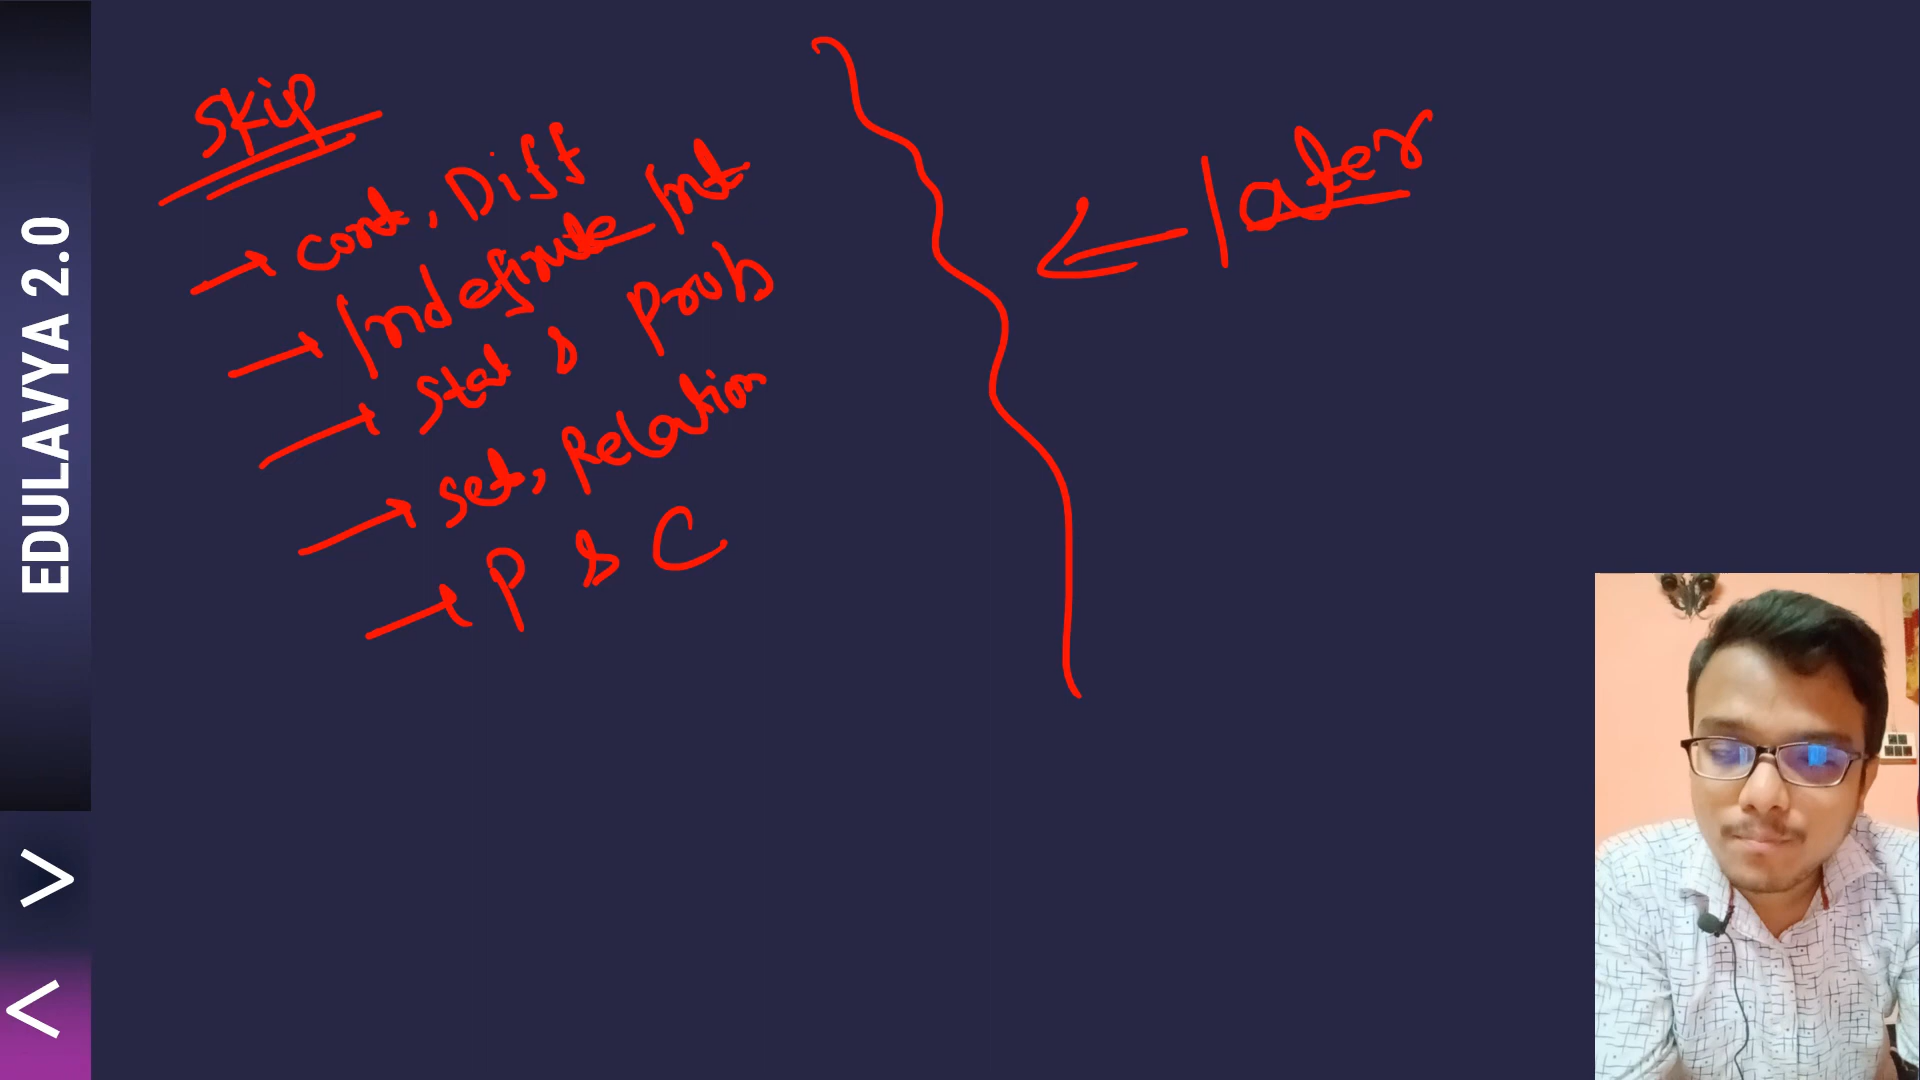 EDULAVYA 2.0
Skip
→ cont, Diff
→ Indefinite Int
→ Stat & Prob
→ Set, Relation
→ P & C
← later